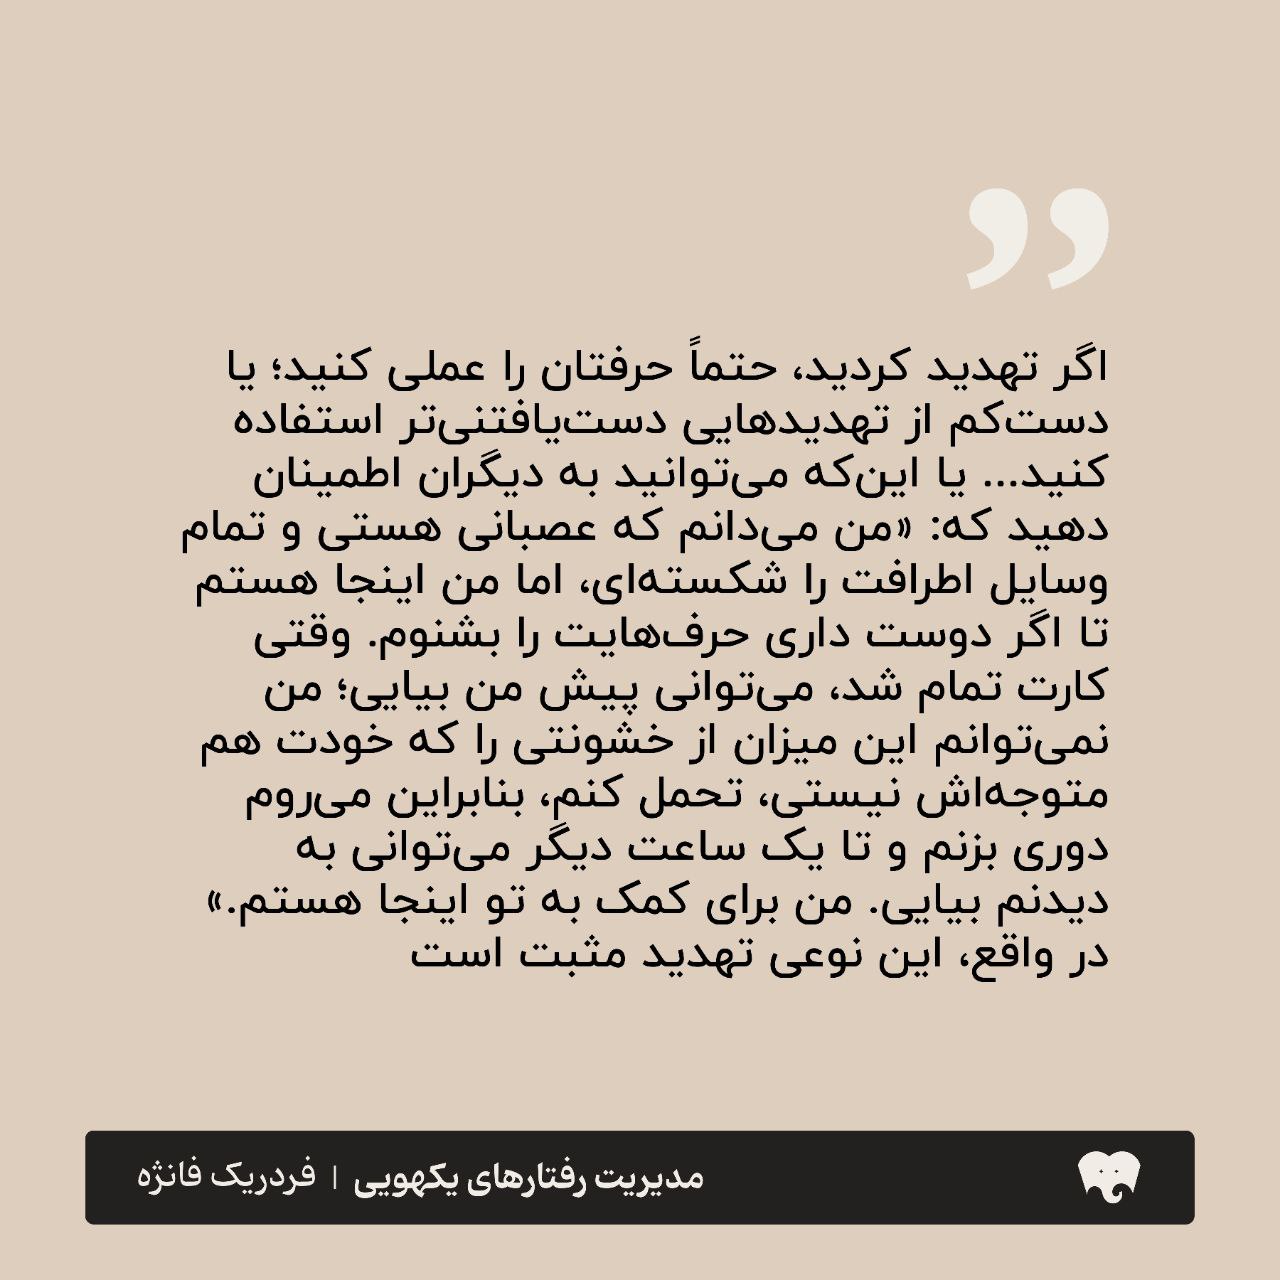 اگر تهدید کردید، حتماً حرفتان را عملی کنید؛ یا
دست‌کم از تهدیدهایی دست‌یافتنی‌تر استفاده
کنید... یا این‌که می‌توانید به دیگران اطمینان
دهید که: «من می‌دانم که عصبانی هستی و تمام
وسایل اطرافت را شکسته‌ای، اما من اینجا هستم
تا اگر دوست داری حرف‌هایت را بشنوم. وقتی
کارت تمام شد، می‌توانی پیش من بیایی؛ من
نمی‌توانم این میزان از خشونتی را که خودت هم
متوجه‌اش نیستی، تحمل کنم، بنابراین می‌روم
دوری بزنم و تا یک ساعت دیگر می‌توانی به
دیدنم بیایی. من برای کمک به تو اینجا هستم.»
در واقع، این نوعی تهدید مثبت است
مدیریت رفتارهای یکهویی | فردریک فانژه